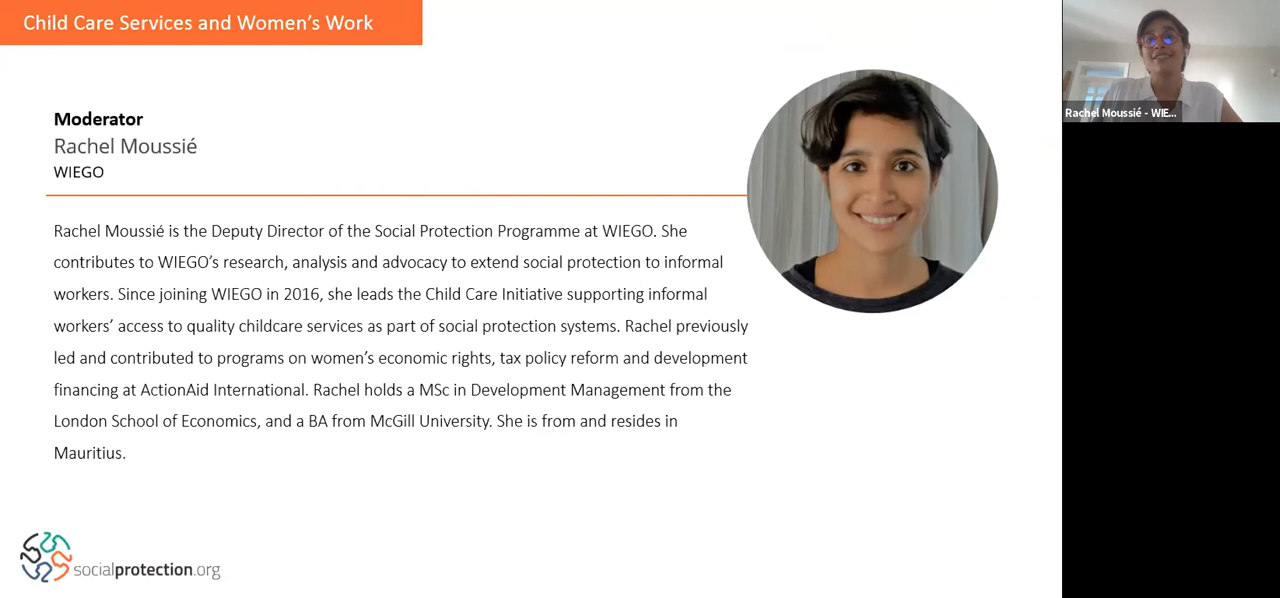 Child Care Services and Women’s Work
Rachel Moussié - WIE...
Moderator
Rachel Moussié
WIEGO
Rachel Moussié is the Deputy Director of the Social Protection Programme at WIEGO. She
contributes to WIEGO’s research, analysis and advocacy to extend social protection to informal
workers. Since joining WIEGO in 2016, she leads the Child Care Initiative supporting informal
workers’ access to quality childcare services as part of social protection systems. Rachel previously
led and contributed to programs on women’s economic rights, tax policy reform and development
financing at ActionAid International. Rachel holds a MSc in Development Management from the
London School of Economics, and a BA from McGill University. She is from and resides in
Mauritius.
socialprotection.org